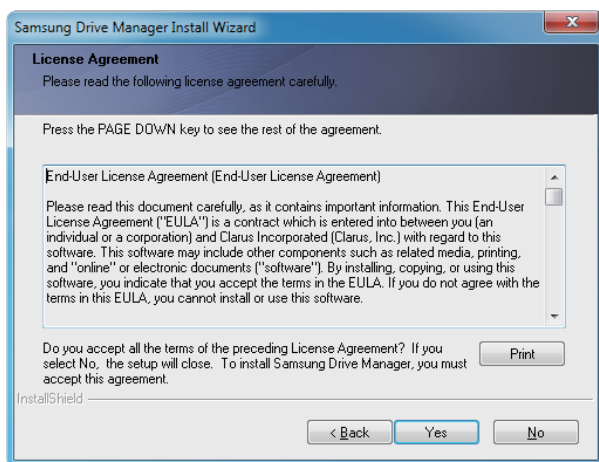 Samsung Drive Manager Install Wizard
License Agreement
Please read the following license agreement carefully.
Press the PAGE DOWN key to see the rest of the agreement.
End-User License Agreement (End-User License Agreement)
Please read this document carefully, as it contains important information. This End-User
License Agreement ("EULA") is a contract which is entered into between you (an
individual or a corporation) and Clarus Incorporated (Clarus, Inc.) with regard to this
software. This software may include other components such as related media, printing,
and "online" or electronic documents ("software"). By installing, copying, or using this
software, you indicate that you accept the terms in the EULA. If you do not agree with the
terms in this EULA, you cannot install or use this software.
Do you accept all the terms of the preceding License Agreement? If you
select No, the setup will close. To install Samsung Drive Manager, you must
accept this agreement.
Print
InstallShield
< Back
Yes
No